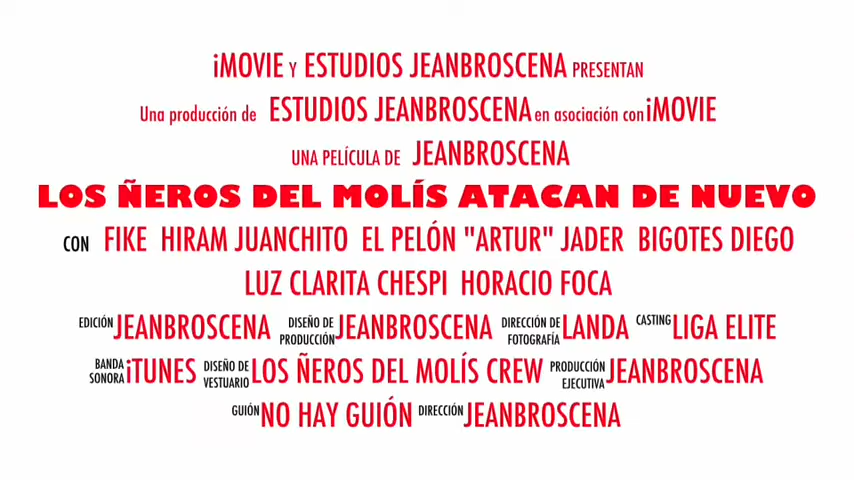 iMOVIE Y ESTUDIOS JEANBROSCENA PRESENTAN
Una producción de ESTUDIOS JEANBROSCENA en asociación con iMOVIE
UNA PELÍCULA DE JEANBROSCENA
LOS ÑEROS DEL MOLÍS ATACAN DE NUEVO
CON FIKE HIRAM JUANCHITO EL PELÓN "ARTUR" JADER BIGOTES DIEGO
LUZ CLARITA CHESPI HORACIO FOCA
EDICIÓN JEANBROSCENA DISEÑO DE PRODUCCIÓN JEANBROSCENA DIRECCIÓN DE FOTOGRAFÍA LANDA CASTING LIGA ELITE
BANDA SONORA iTUNES DISEÑO DE VESTUARIO LOS ÑEROS DEL MOLÍS CREW PRODUCCIÓN EJECUTIVA JEANBROSCENA
GUIÓN NO HAY GUIÓN DIRECCIÓN JEANBROSCENA